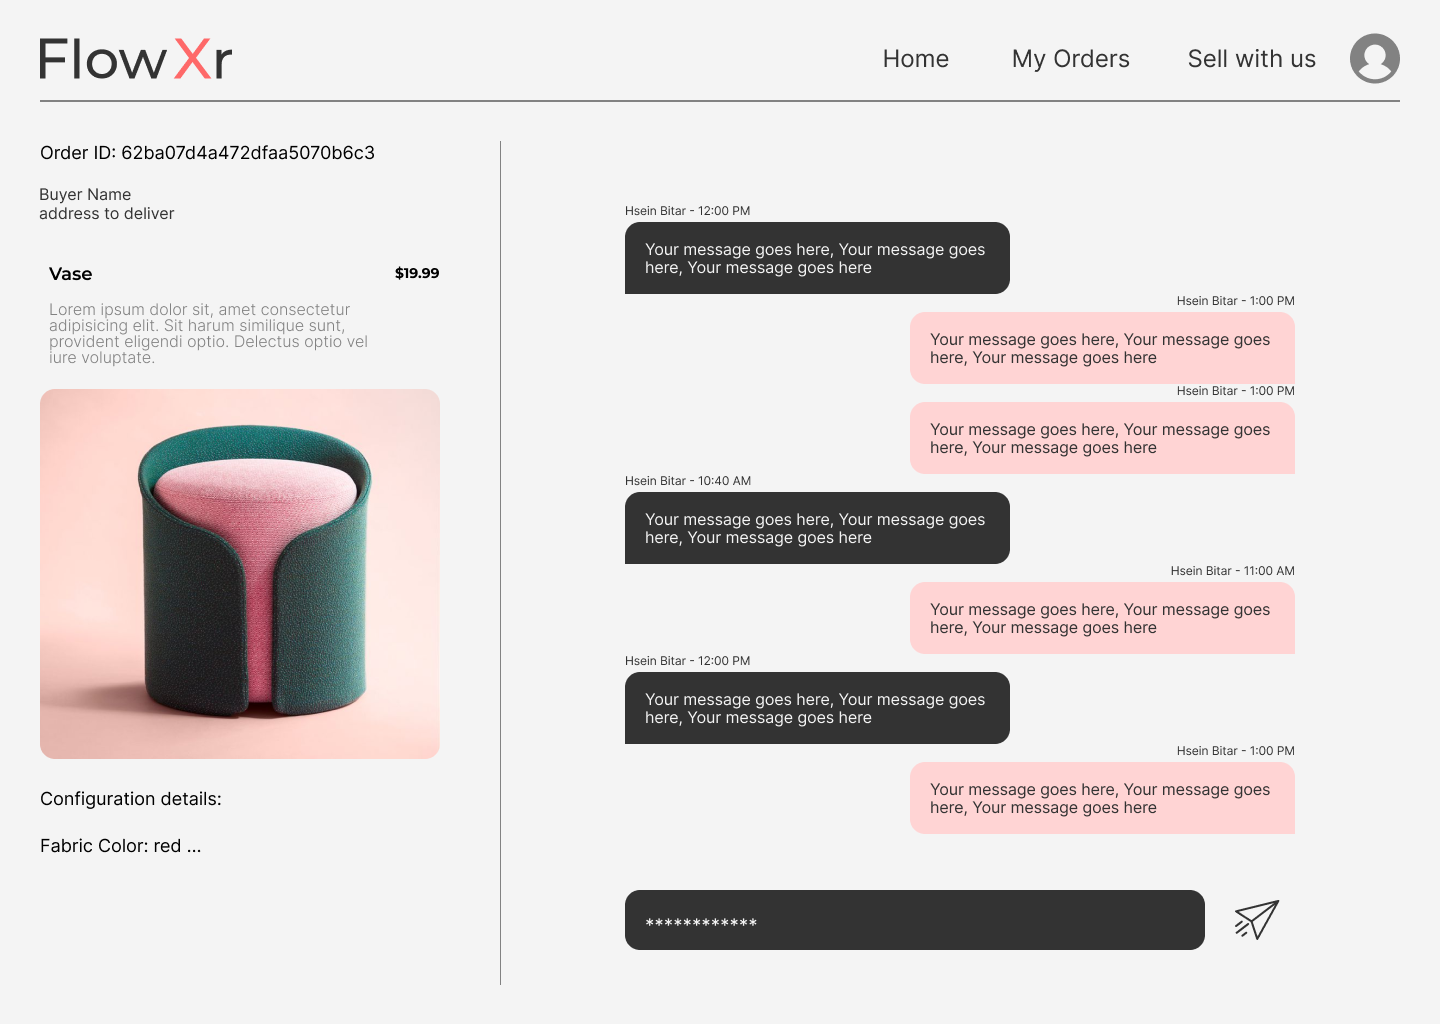 FlowXr
Home
My Orders
Sell with us
Order ID: 62ba07d4a472dfaa5070b6c3
Buyer Name
address to deliver
Vase
$19.99
Lorem ipsum dolor sit, amet consectetur
adipisicing elit. Sit harum similique sunt,
provident eligendi optio. Delectus optio vel
iure voluptate.
Configuration details:
Fabric Color: red ...
Hsein Bitar - 12:00 PM
Your message goes here, Your message goes
here, Your message goes here
Hsein Bitar - 1:00 PM
Your message goes here, Your message goes
here, Your message goes here
Hsein Bitar - 1:00 PM
Your message goes here, Your message goes
here, Your message goes here
Hsein Bitar - 10:40 AM
Your message goes here, Your message goes
here, Your message goes here
Hsein Bitar - 11:00 AM
Your message goes here, Your message goes
here, Your message goes here
Hsein Bitar - 12:00 PM
Your message goes here, Your message goes
here, Your message goes here
Hsein Bitar - 1:00 PM
Your message goes here, Your message goes
here, Your message goes here
************